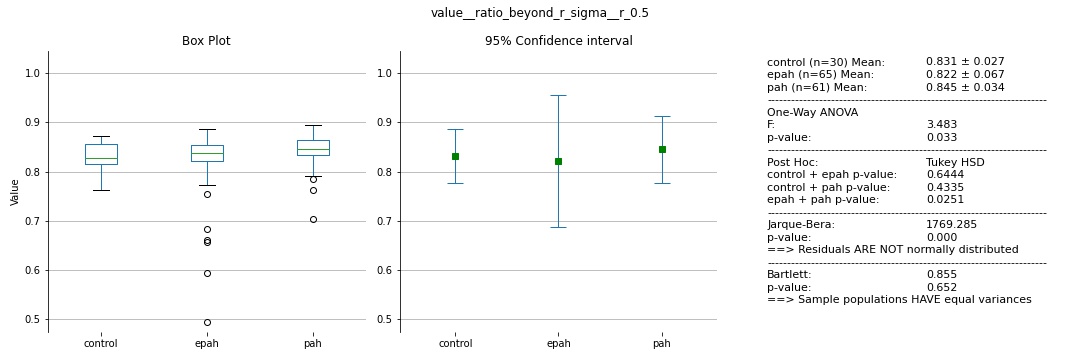 value__ratio_beyond_r_sigma__r_0.5
Box Plot
1.0
0.9
0.8
0.7
0.6
0.5
Value
control
epah
pah
95% Confidence interval
1.0
0.9
0.8
0.7
0.6
0.5
control
epah
pah
control (n=30) Mean: 0.831 ± 0.027
epah (n=65) Mean: 0.822 ± 0.067
pah (n=61) Mean: 0.845 ± 0.034
One-Way ANOVA
F: 3.483
p-value: 0.033
Post Hoc: Tukey HSD
control + epah p-value: 0.6444
control + pah p-value: 0.4335
epah + pah p-value: 0.0251
Jarque-Bera: 1769.285
p-value: 0.000
==> Residuals ARE NOT normally distributed
Bartlett: 0.855
p-value: 0.652
==> Sample populations HAVE equal variances